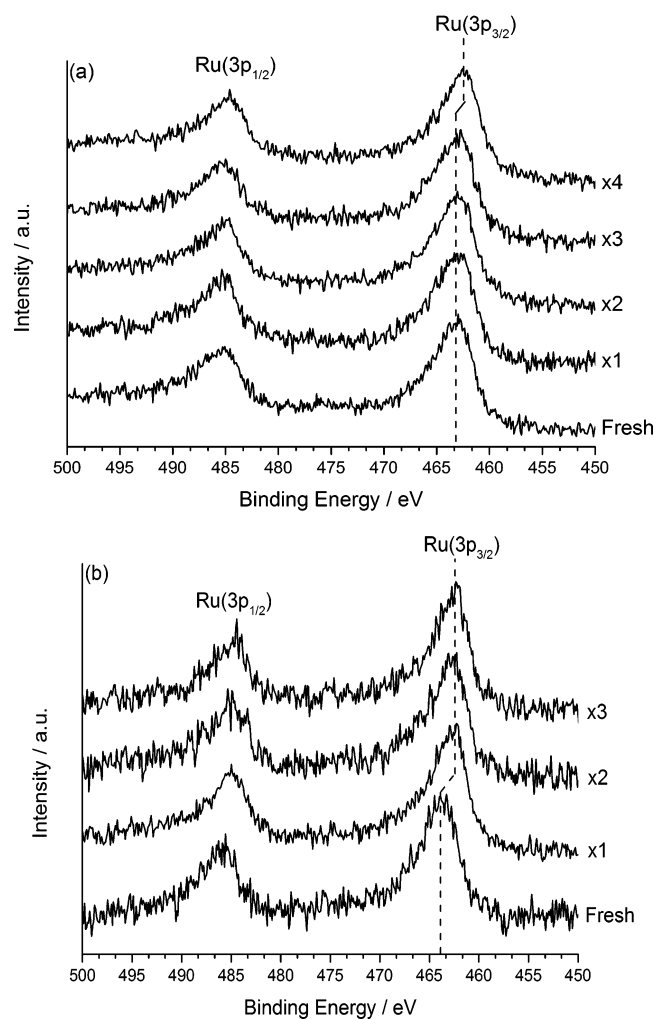 Ru(3p3/2)
(a)
Ru(3p1/2)
x4
x3
x2
x1
Fresh
Intensity / a.u.
500 495 490 485 480 475 470 465 460 455 450
Binding Energy / eV
Ru(3p3/2)
(b)
Ru(3p1/2)
x3
x2
x1
Fresh
Intensity / a.u.
500 495 490 485 480 475 470 465 460 455 450
Binding Energy / eV